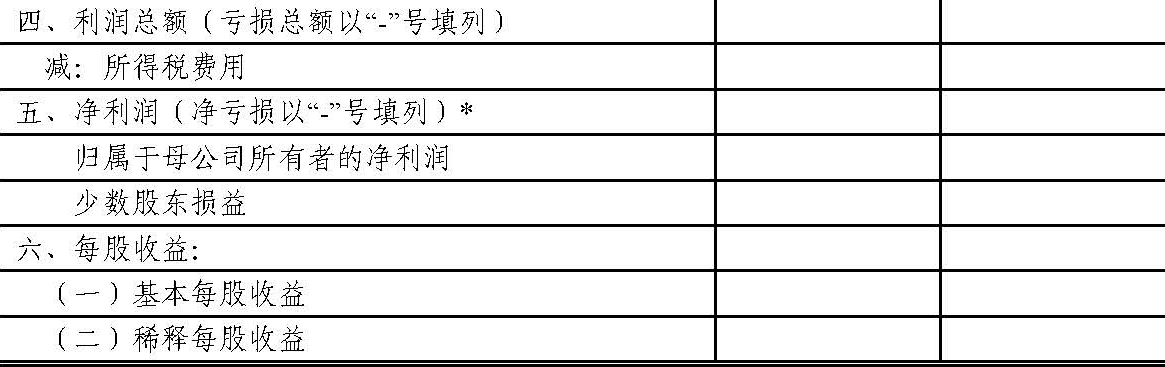 四、利润总额（亏损总额以“-”号填列）
减：所得税费用
五、净利润（净亏损以“-”号填列）*
归属于母公司所有者的净利润
少数股东损益
六、每股收益：
（一）基本每股收益
（二）稀释每股收益